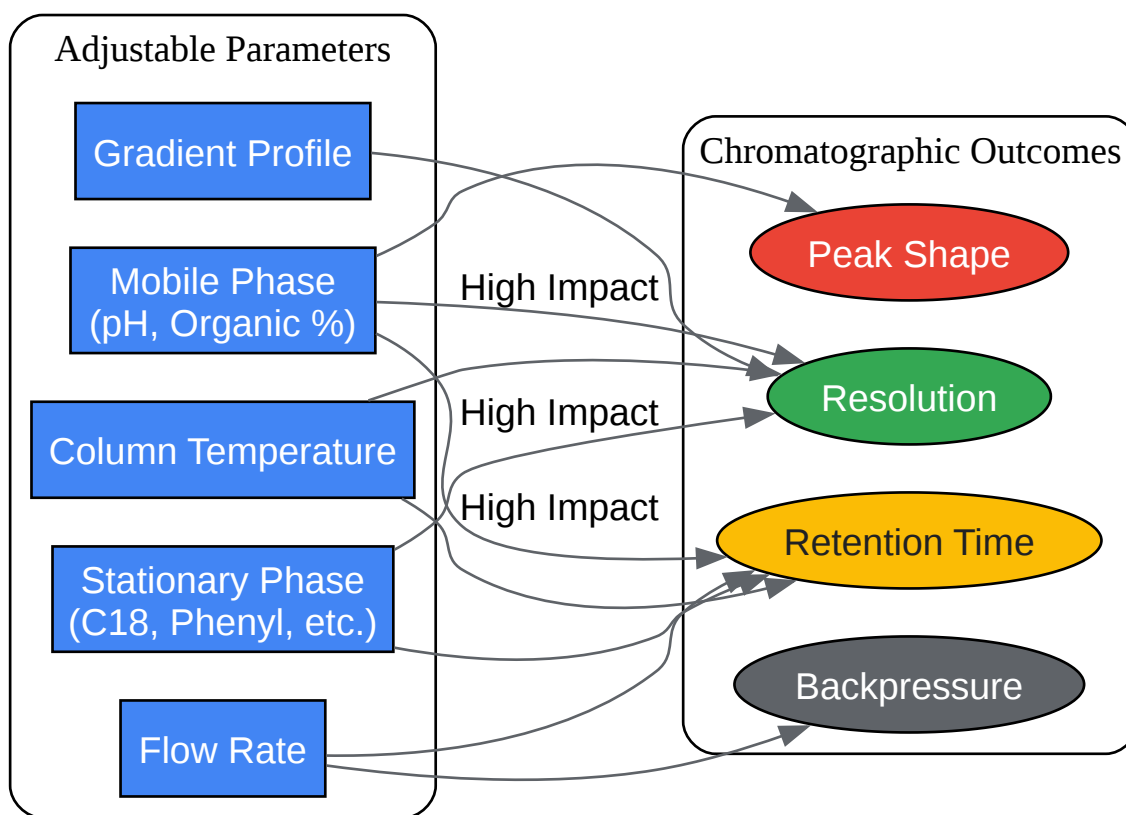 Adjustable Parameters
Gradient Profile
Mobile Phase
(pH, Organic %)
Column Temperature
Stationary Phase
(C18, Phenyl, etc.)
Flow Rate
High Impact
High Impact
High Impact
Chromatographic Outcomes
Peak Shape
Resolution
Retention Time
Backpressure